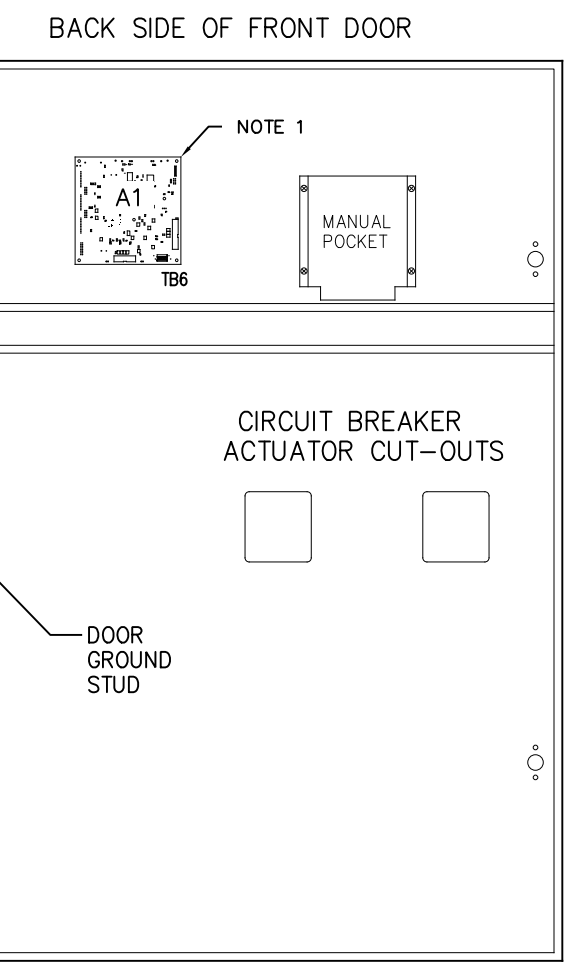 BACK SIDE OF FRONT DOOR
NOTE 1
A1
TB6
MANUAL
POCKET
CIRCUIT BREAKER
ACTUATOR CUT-OUTS
DOOR
GROUND
STUD